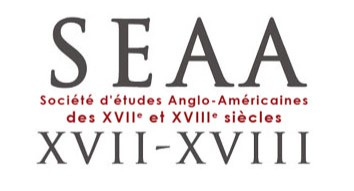 SEAA
Société d'études Anglo-Américaines
des XVIIᵉ et XVIIIᵉ siècles
XVII-XVIII